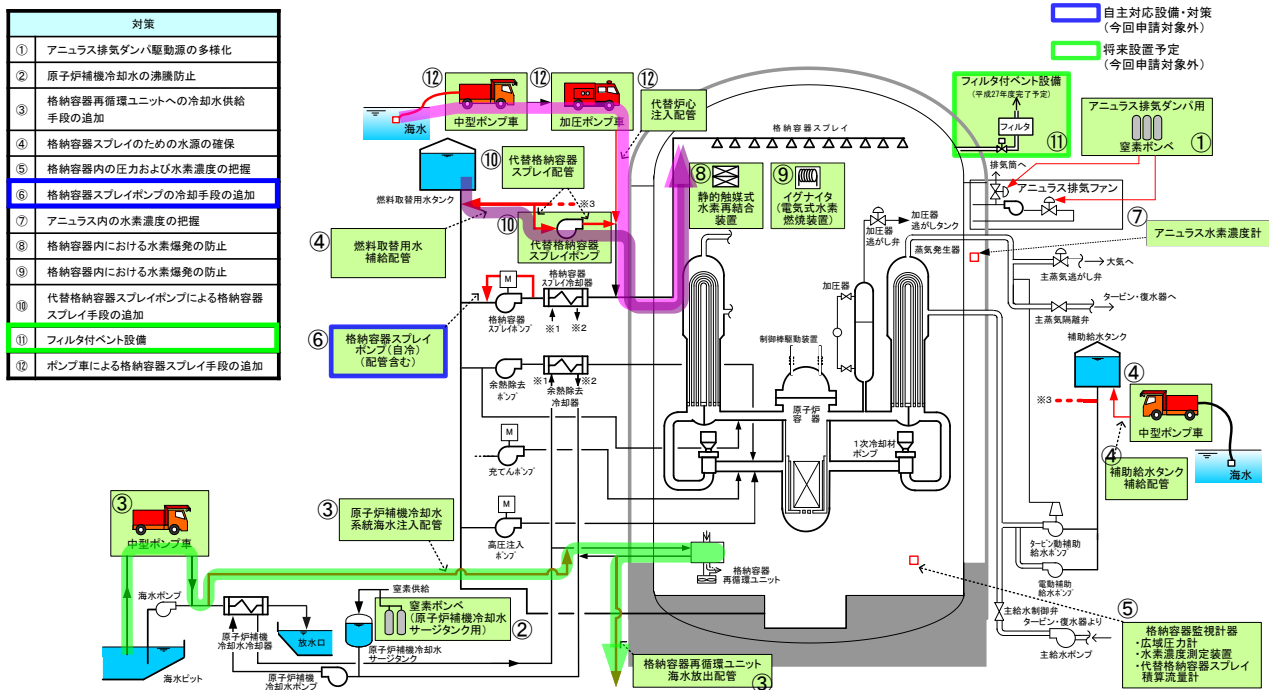 対策
① アニュラス排気ダンパ駆動源の多様化
② 原子炉補機冷却水の沸騰防止
③ 格納容器再循環ユニットへの冷却水供給
手段の追加
④ 格納容器スプレイのための水源の確保
⑤ 格納容器内の圧力および水素濃度の把握
⑥ 格納容器スプレイポンプの冷却手段の追加
⑦ アニュラス内の水素濃度の把握
⑧ 格納容器内における水素爆発の防止
⑨ 格納容器内における水素爆発の防止
⑩ 代替格納容器スプレイポンプによる格納容器
スプレイ手段の追加
⑪ フィルタ付ベント設備
⑫ ポンプ車による格納容器スプレイ手段の追加
自主対応設備・対策
(今回申請対象外)
将来設置予定
(今回申請対象外)
⑫
中型ポンプ車
⑫
加圧ポンプ車
⑫
代替炉心
注入配管
海水
燃料取替用水タンク
⑩
代替格納容器
スプレイ配管
※3
⑩
代替格納容器
スプレイポンプ
④
燃料取替用水
補給配管
格納容器スプレイ
⑧
静的触媒式
水素再結合
装置
⑨
イグナイタ
(電気式水素
燃焼装置)
フィルタ付ベント設備
(平成27年度完了予定)
フィルタ
⑪
アニュラス排気ダンパ用
窒素ボンベ
①
排気筒へ
アニュラス排気ファン
⑦
アニュラス水素濃度計
加圧器
逃がし弁
加圧器
逃がしタンク
蒸気発生器
大気へ
主蒸気逃がし弁
タービン・復水器へ
主蒸気隔離弁
加圧器
制御棒駆動装置
原子炉
容器
1次冷却材
ポンプ
M
格納容器
スプレイポンプ
格納容器
スプレイ冷却器
※1
※2
⑥
格納容器スプレイ
ポンプ(自冷)
(配管含む)
余熱除去
ポンプ
※1
※2
余熱除去
冷却器
M
充てんポンプ
M
高圧注入
ポンプ
補助給水タンク
※3
④
中型ポンプ車
海水
④
補助給水タンク
補給配管
タービン動補助
給水ポンプ
電動補助
給水ポンプ
主給水制御弁
タービン・復水器より
主給水ポンプ
⑤
格納容器監視計器
・広域圧力計
・水素濃度測定装置
・代替格納容器スプレイ
積算流量計
③
中型ポンプ車
③
原子炉補機冷却水
系統海水注入配管
格納容器
再循環ユニット
海水ポンプ
海水ピット
原子炉補機
冷却水冷却器
放水口
窒素供給
窒素ボンベ
(原子炉補機冷却水
サージタンク用)
②
原子炉補機冷却水
サージタンク
原子炉補機
冷却水ポンプ
格納容器再循環ユニット
海水放出配管
③